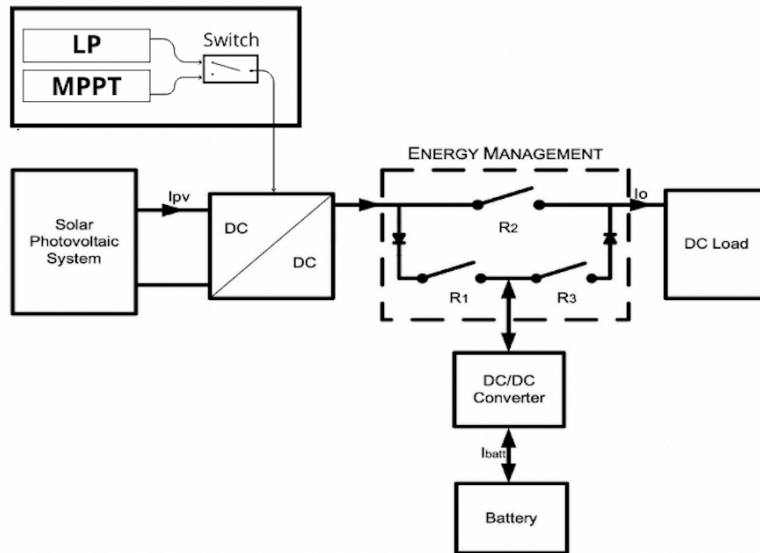 LP
MPPT
Switch
ENERGY MANAGEMENT
Ipv
Io
Solar
Photovoltaic
System
DC
DC
R2
DC Load
R1
R3
DC/DC
Converter
Ibatt
Battery